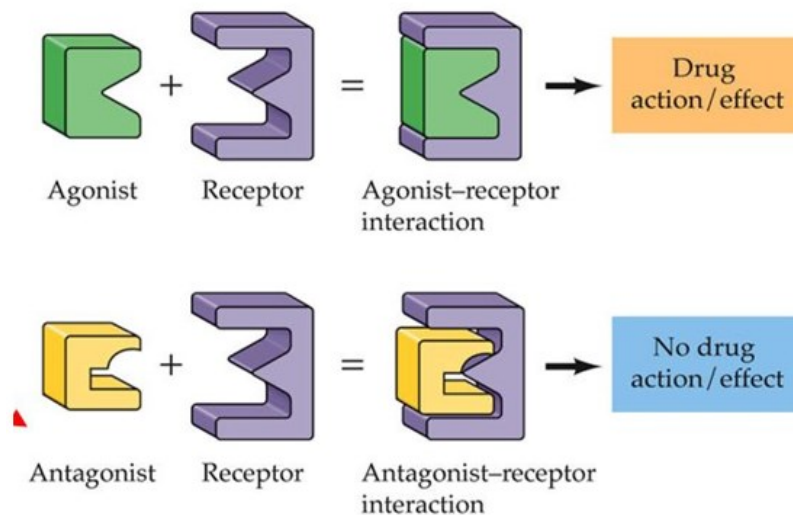 +
=
Drug
action/effect
Agonist
Receptor
Agonist–receptor
interaction
+
=
No drug
action/effect
Antagonist
Receptor
Antagonist–receptor
interaction